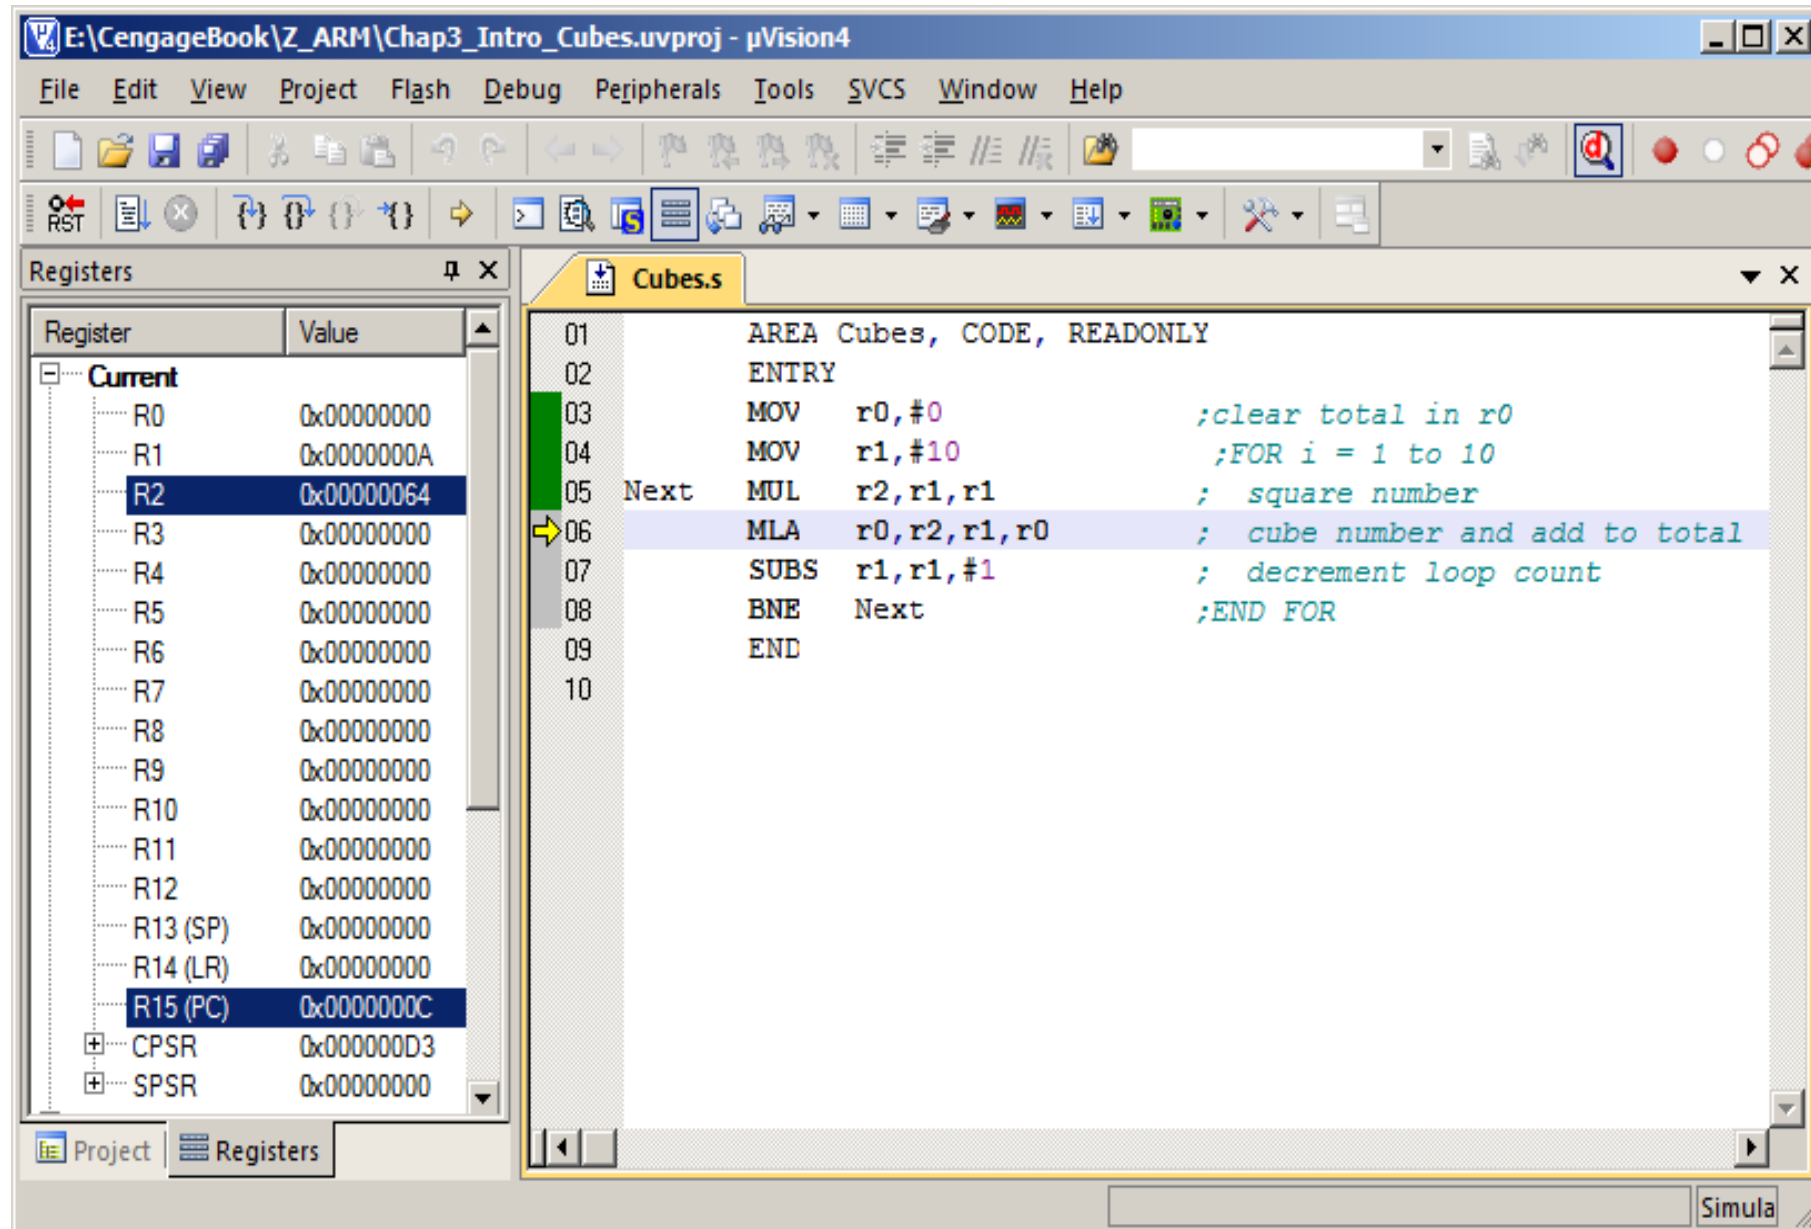 E:\CengageBook\Z_ARM\Chap3_Intro_Cubes.uvproj - µVision4
File Edit View Project Flash Debug Peripherals Tools SVCS Window Help
RST
Registers
Register Value
Current
R0 0x00000000
R1 0x0000000A
R2 0x00000064
R3 0x00000000
R4 0x00000000
R5 0x00000000
R6 0x00000000
R7 0x00000000
R8 0x00000000
R9 0x00000000
R10 0x00000000
R11 0x00000000
R12 0x00000000
R13 (SP) 0x00000000
R14 (LR) 0x00000000
R15 (PC) 0x0000000C
CPSR 0x000000D3
SPSR 0x00000000
Project Registers
Cubes.s
01 AREA Cubes, CODE, READONLY
02 ENTRY
03 MOV r0,#0 ;clear total in r0
04 MOV r1,#10 ;FOR i = 1 to 10
05 Next MUL r2,r1,r1 ; square number
06 MLA r0,r2,r1,r0 ; cube number and add to total
07 SUBS r1,r1,#1 ; decrement loop count
08 BNE Next ;END FOR
09 END
10
Simula